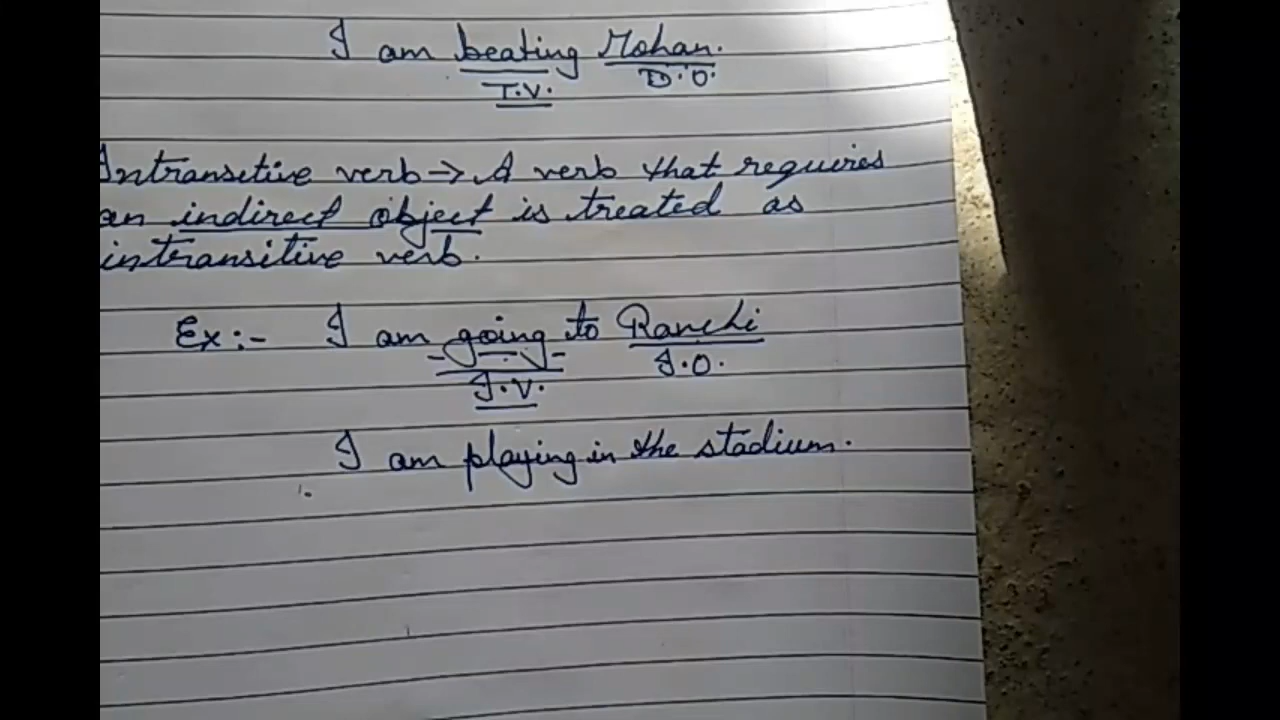 I am beating Mohan.
T.V. D.O.
Intransitive verb → A verb that requires
an indirect object is treated as
intransitive verb.
Ex:- I am going to Ranchi
I.V. I.O.
I am playing in the stadium.